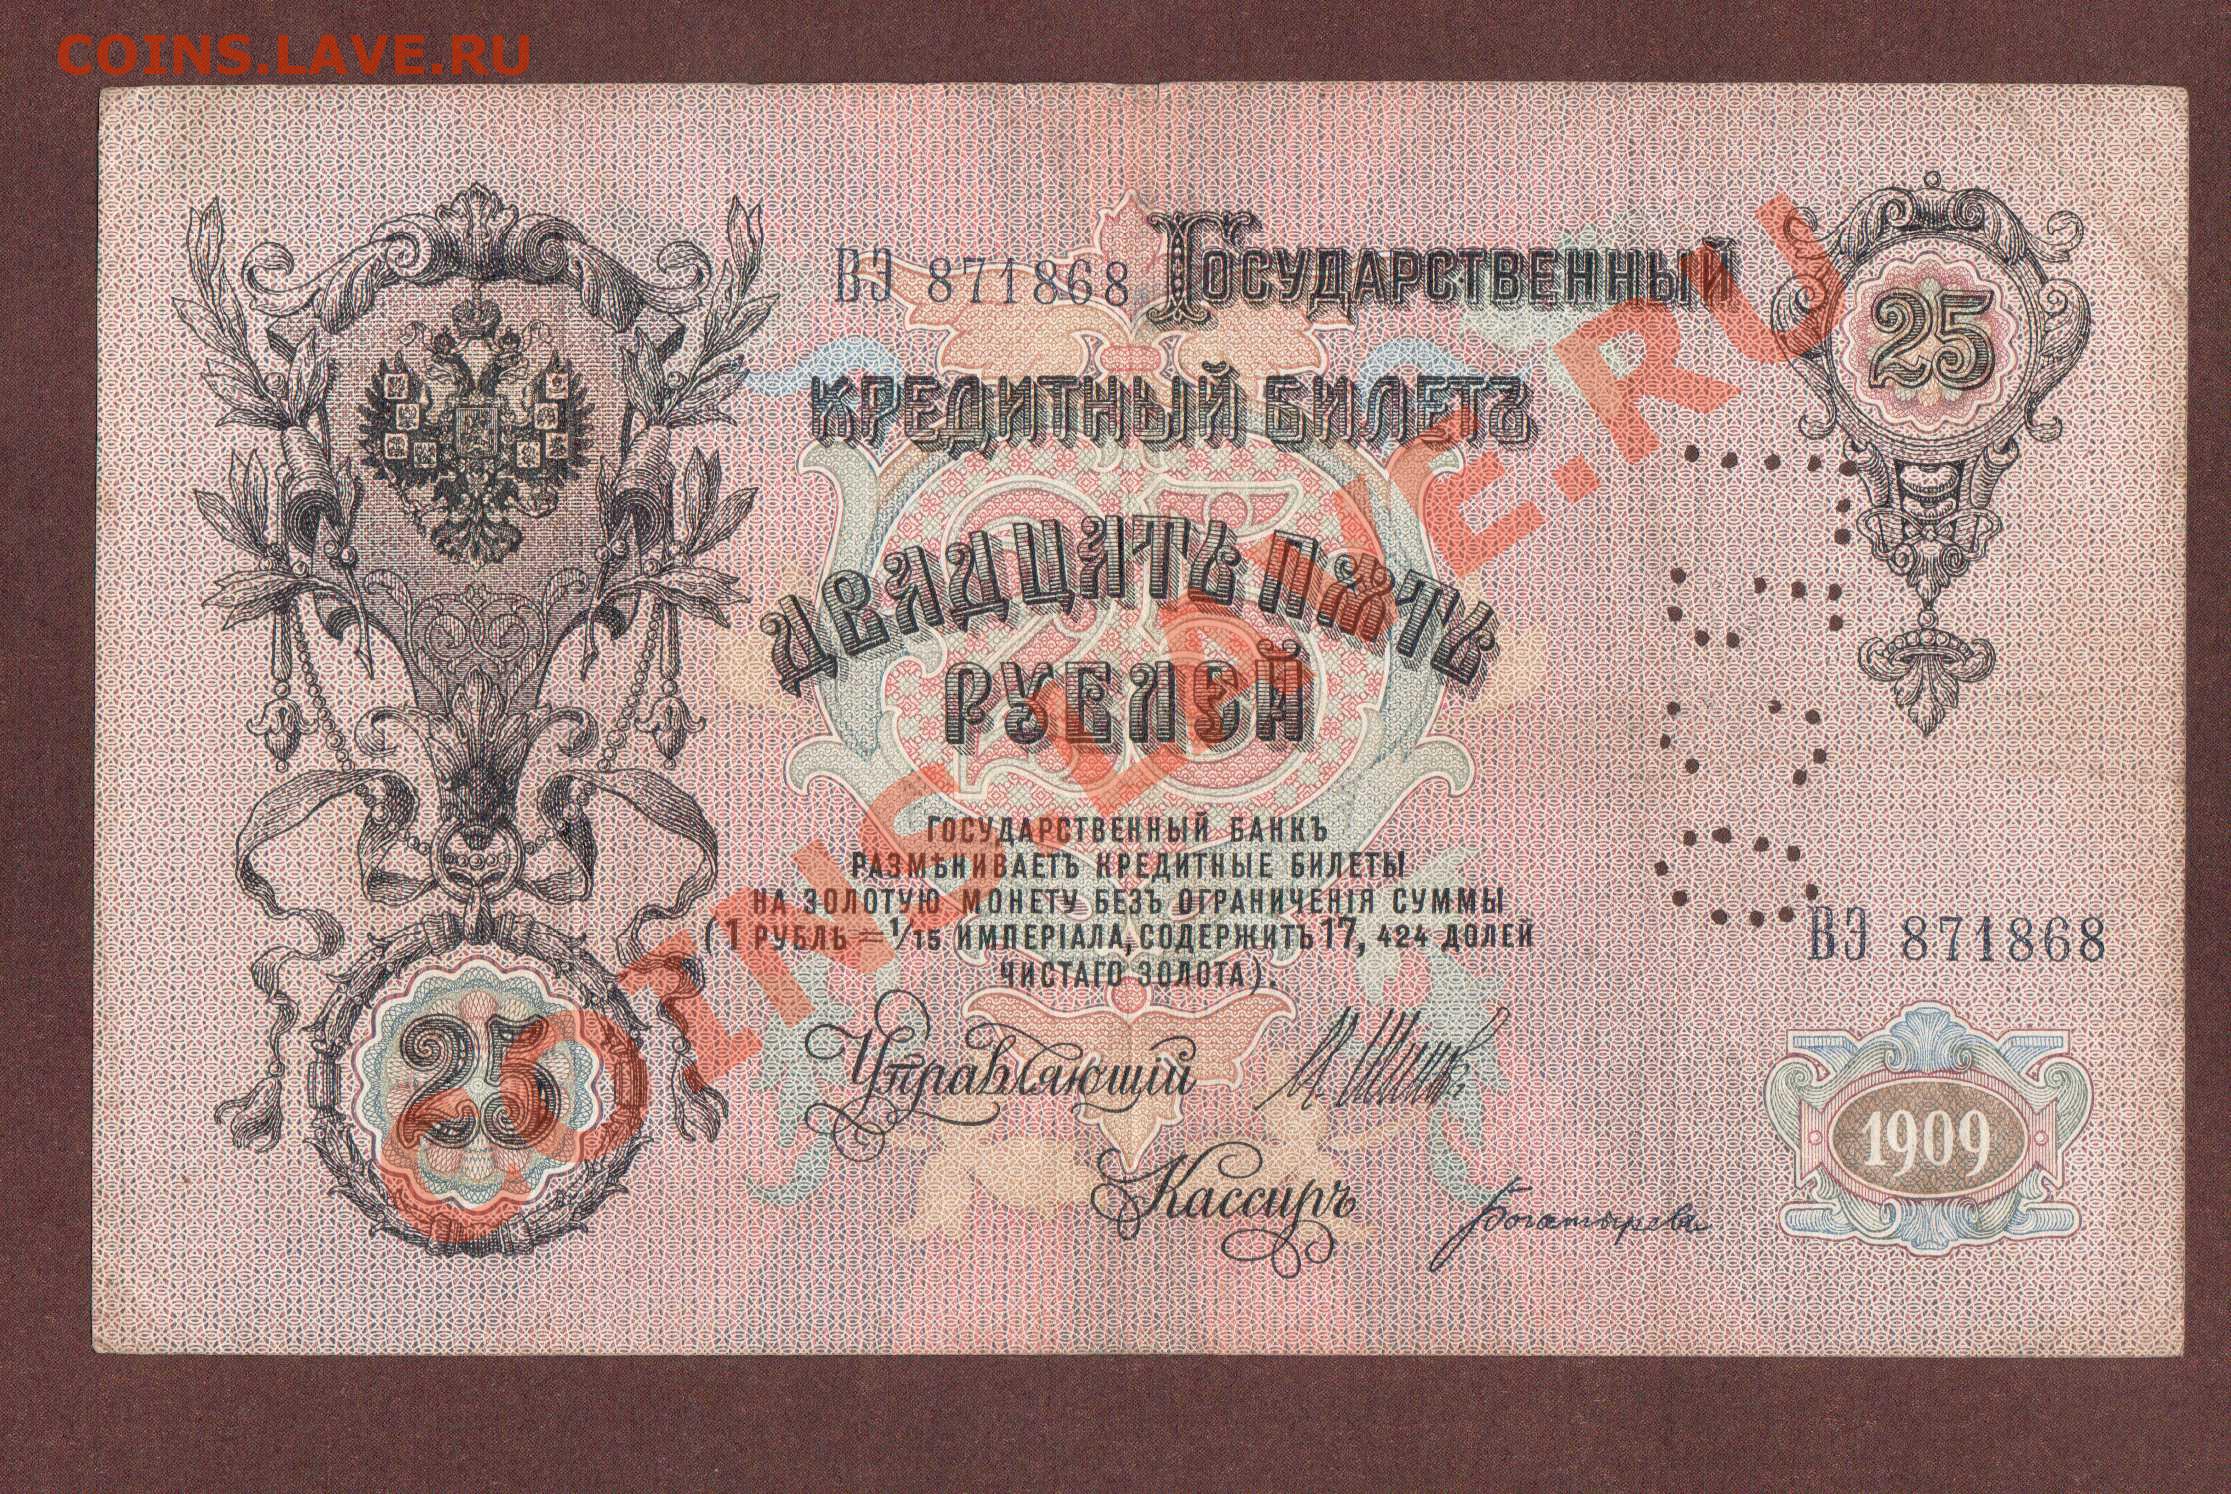 COINS.LAVE.RU
ВЭ 871868 ГОСУДАРСТВЕННЫЙ
25
КРЕДИТНЫЙ БИЛЕТЪ
ДВАДЦАТЬ ПЯТЬ
РУБЛЕЙ
25
ГОСУДАРСТВЕННЫЙ БАНКЪ
РАЗМѢНИВАЕТЪ КРЕДИТНЫЕ БИЛЕТЫ
НА ЗОЛОТУЮ МОНЕТУ БЕЗЪ ОГРАНИЧЕНІЯ СУММЫ
(1 РУБЛЬ = 1/15 ИМПЕРІАЛА, СОДЕРЖИТЪ 17, 424 ДОЛЕЙ
ЧИСТАГО ЗОЛОТА).
ВЭ 871868
25
Управляющій
Кассиръ
Богатырева
1909
COINS.LAVE.RU